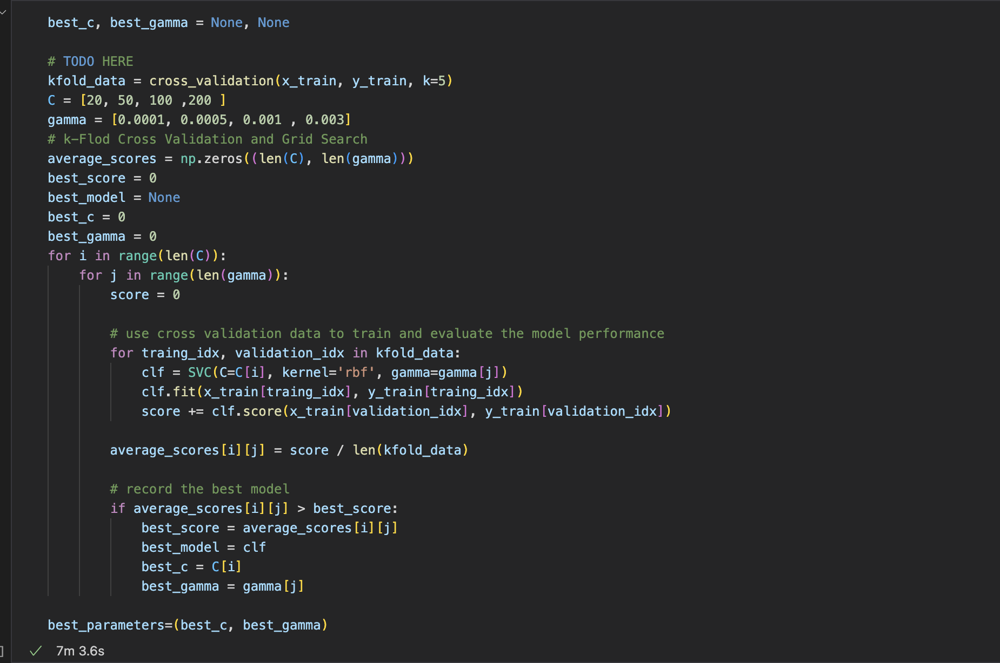 best_c, best_gamma = None, None
# TODO HERE
kfold_data = cross_validation(x_train, y_train, k=5)
C = [20, 50, 100 ,200 ]
gamma = [0.0001, 0.0005, 0.001 , 0.003]
# k-Flod Cross Validation and Grid Search
average_scores = np.zeros((len(C), len(gamma)))
best_score = 0
best_model = None
best_c = 0
best_gamma = 0
for i in range(len(C)):
    for j in range(len(gamma)):
        score = 0
        # use cross validation data to train and evaluate the model performance
        for traing_idx, validation_idx in kfold_data:
            clf = SVC(C=C[i], kernel='rbf', gamma=gamma[j])
            clf.fit(x_train[traing_idx], y_train[traing_idx])
            score += clf.score(x_train[validation_idx], y_train[validation_idx])
        average_scores[i][j] = score / len(kfold_data)
        # record the best model
        if average_scores[i][j] > best_score:
            best_score = average_scores[i][j]
            best_model = clf
            best_c = C[i]
            best_gamma = gamma[j]
best_parameters=(best_c, best_gamma)
] ✓ 7m 3.6s